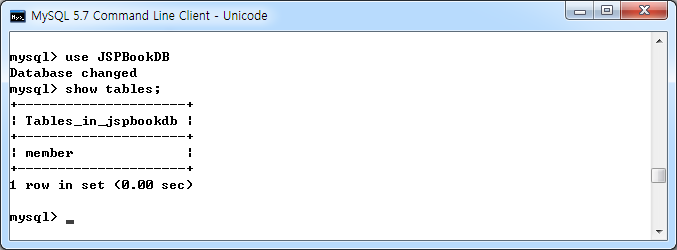 MySQL 5.7 Command Line Client - Unicode
mysql> use JSPBookDB
Database changed
mysql> show tables;
+---------------------+
¦ Tables_in_jspbookdb ¦
+---------------------+
¦ member              ¦
+---------------------+
1 row in set (0.00 sec)
mysql> _